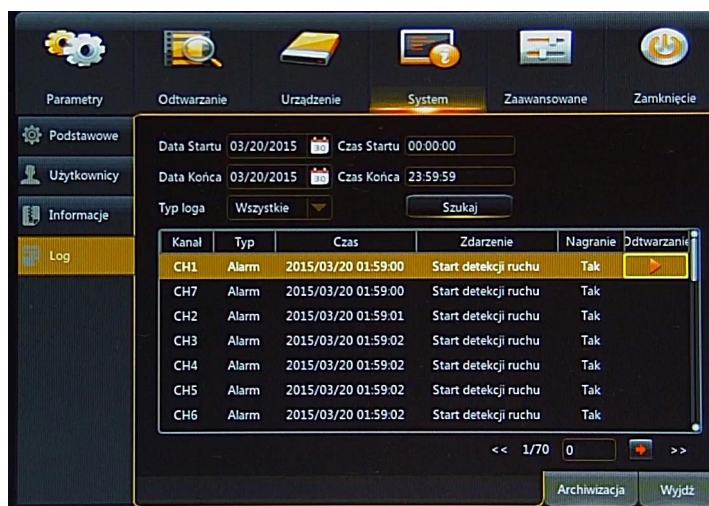 Parametry Odtwarzanie Urządzenie System Zaawansowane Zamknięcie
Podstawowe
Użytkownicy
Informacje
Log
Data Startu 03/20/2015 30 Czas Startu 00:00:00
Data Końca 03/20/2015 30 Czas Końca 23:59:59
Typ loga Wszystkie Szukaj
Kanał Typ Czas Zdarzenie Nagranie Odtwarzanie
CH1 Alarm 2015/03/20 01:59:00 Start detekcji ruchu Tak
CH7 Alarm 2015/03/20 01:59:00 Start detekcji ruchu Tak
CH2 Alarm 2015/03/20 01:59:01 Start detekcji ruchu Tak
CH3 Alarm 2015/03/20 01:59:02 Start detekcji ruchu Tak
CH4 Alarm 2015/03/20 01:59:02 Start detekcji ruchu Tak
CH5 Alarm 2015/03/20 01:59:02 Start detekcji ruchu Tak
CH6 Alarm 2015/03/20 01:59:02 Start detekcji ruchu Tak
<< 1/70 0 >>
Archiwizacja Wyjdź